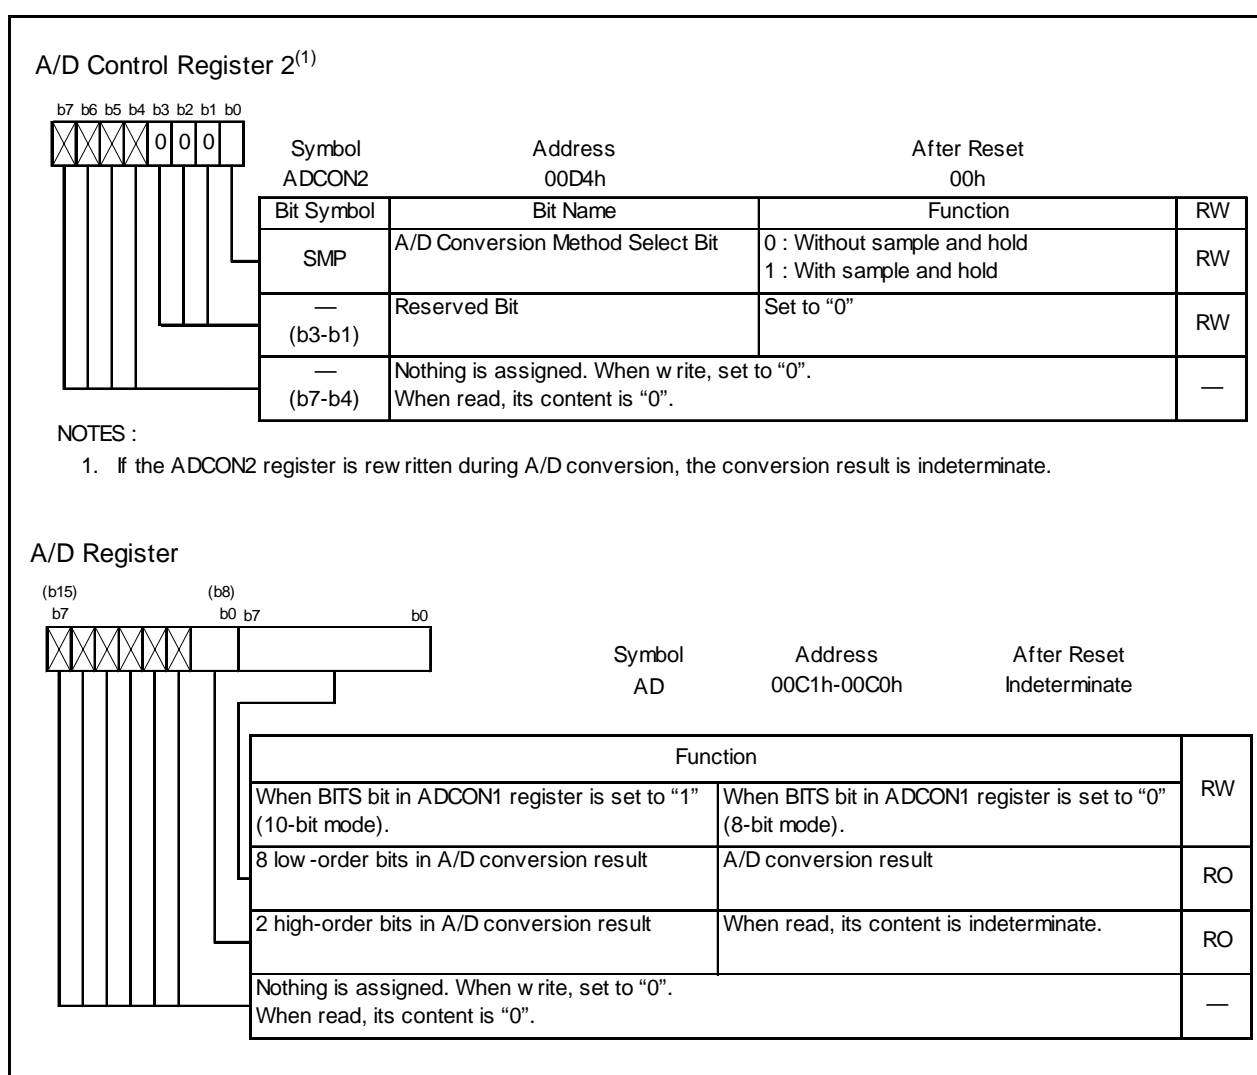 A/D Control Register 2(1)
b7 b6 b5 b4 b3 b2 b1 b0
0 0 0
Symbol Address After Reset
ADCON2 00D4h 00h
Bit Symbol Bit Name Function RW
SMP A/D Conversion Method Select Bit 0 : Without sample and hold RW
1 : With sample and hold
— Reserved Bit Set to “0” RW
(b3-b1)
— Nothing is assigned. When write, set to “0”. —
(b7-b4) When read, its content is “0”.
NOTES :
1. If the ADCON2 register is rewritten during A/D conversion, the conversion result is indeterminate.
A/D Register
(b15) (b8)
b7 b0 b7 b0
Symbol Address After Reset
AD 00C1h-00C0h Indeterminate
Function RW
When BITS bit in ADCON1 register is set to “1” When BITS bit in ADCON1 register is set to “0”
(10-bit mode). (8-bit mode).
8 low-order bits in A/D conversion result A/D conversion result RO
2 high-order bits in A/D conversion result When read, its content is indeterminate. RO
Nothing is assigned. When write, set to “0”. —
When read, its content is “0”.